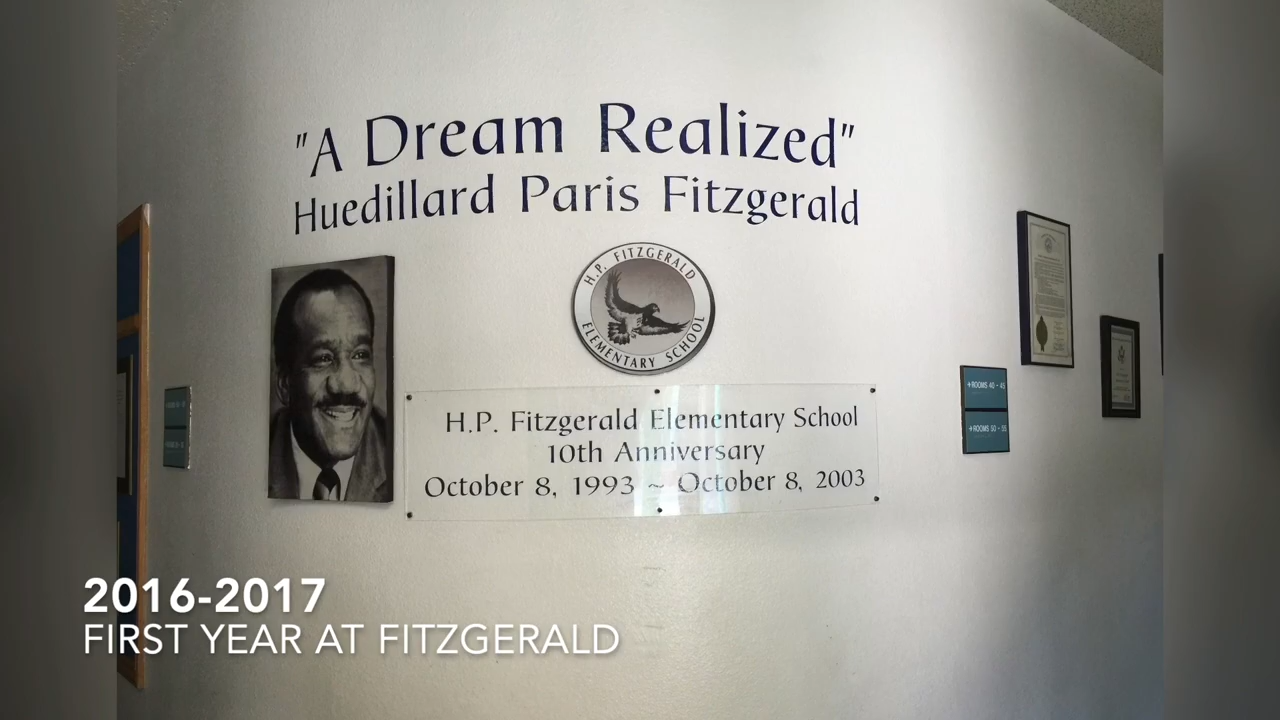 "A Dream Realized"
Huedillard Paris Fitzgerald
H.P. FITZGERALD
ELEMENTARY SCHOOL
H.P. Fitzgerald Elementary School
10th Anniversary
October 8, 1993 ~ October 8, 2003
→ROOMS 40 - 45
→ROOMS 50 - 55
2016-2017
FIRST YEAR AT FITZGERALD